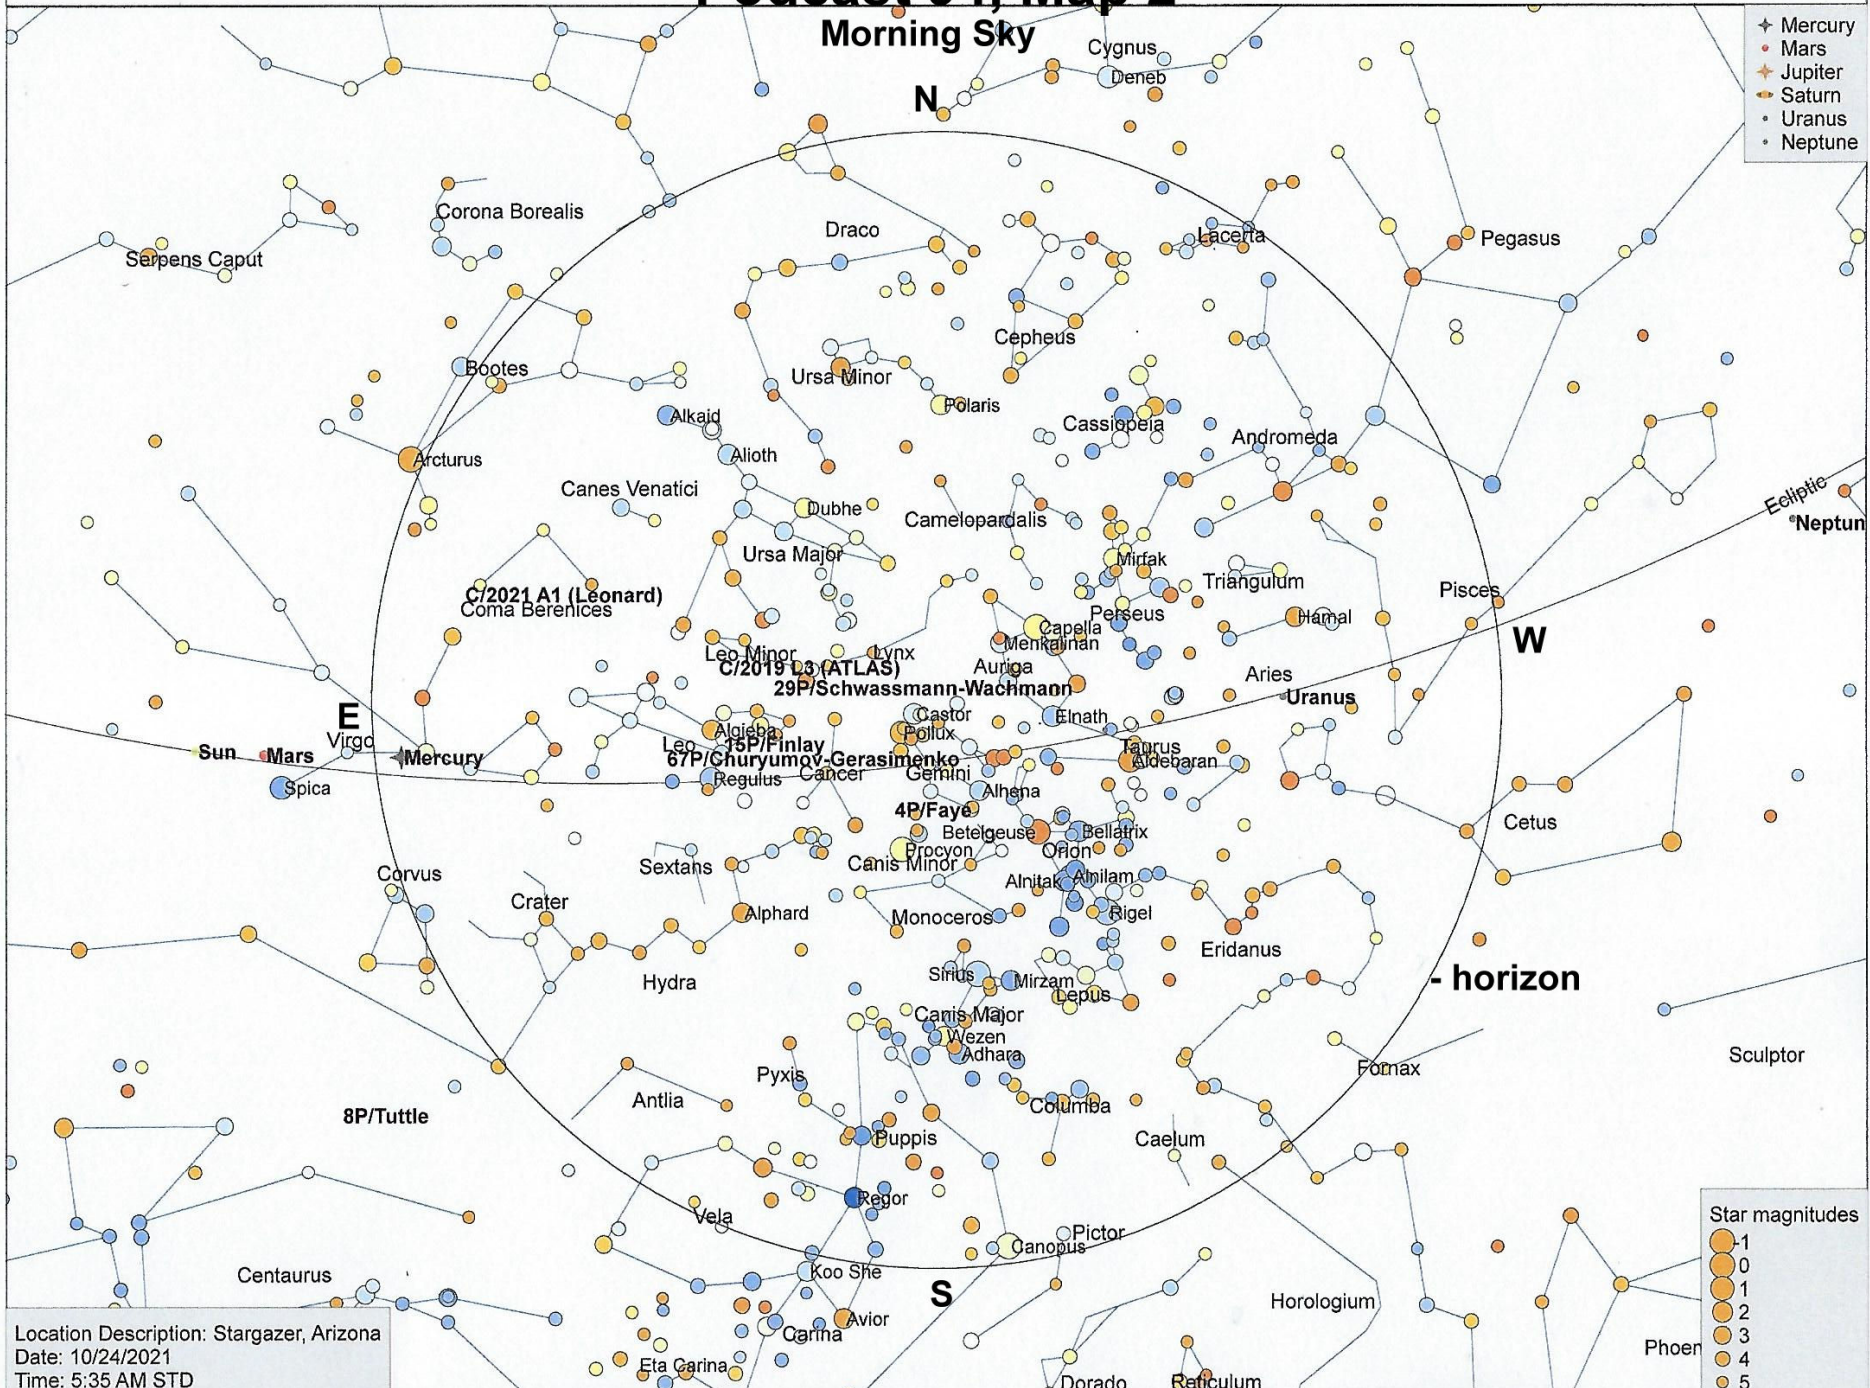 Podcast 64, Map 2
Morning Sky
Mercury
Mars
Jupiter
Saturn
Uranus
Neptune
Cygnus
Deneb
N
Corona Borealis
Serpens Caput
Draco
Lacerta
Pegasus
Cepheus
Bootes
Ursa Minor
Polaris
Alkaid
Cassiopeia
Andromeda
Arcturus
Alioth
Canes Venatici
Dubhe
Camelopardalis
Ecliptic
Neptun
Ursa Major
Mirfak
Triangulum
Pisces
C/2021 A1 (Leonard)
Coma Berenices
Perseus
Hamal
Capella
Menkalinan
W
Leo Minor
Lynx
C/2019 L3 (ATLAS)
Auriga
Aries
29P/Schwassmann-Wachmann
Uranus
E
Castor
Elnath
Algieba
Pollux
Virgo
Leo
15P/Finlay
Taurus
Sun
Mars
Mercury
67P/Churyumov-Gerasimenko
Aldebaran
Regulus
Cancer
Gemini
Spica
Alhena
4P/Faye
Betelgeuse
Bellatrix
Cetus
Procyon
Orion
Sextans
Canis Minor
Corvus
Alnitak
Alnilam
Crater
Alphard
Monoceros
Rigel
Eridanus
Hydra
Sirius
Mirzam
- horizon
Lepus
Canis Major
Wezen
Adhara
Sculptor
Pyxis
Fornax
Antlia
Columba
8P/Tuttle
Puppis
Caelum
Regor
Vela
Pictor
Canopus
Star magnitudes
-1
0
1
2
3
4
5
Centaurus
Koo She
S
Horologium
Avior
Carina
Phoen
Eta Carina
Dorado
Reticulum
Location Description: Stargazer, Arizona
Date: 10/24/2021
Time: 5:35 AM STD